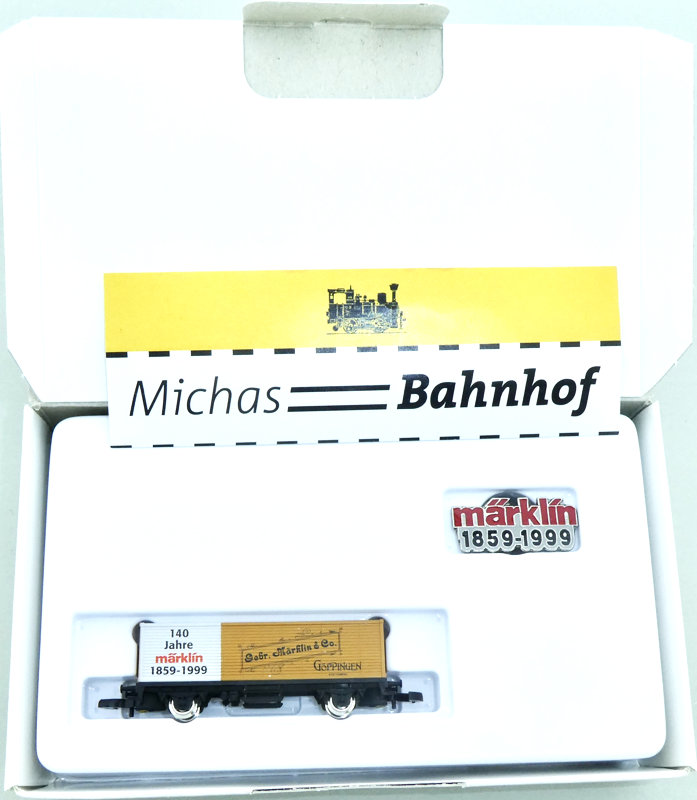 Michas Bahnhof
märklin
1859-1999
140
Jahre
märklin
1859-1999
Gebr. Märklin & Co.
GÖPPINGEN